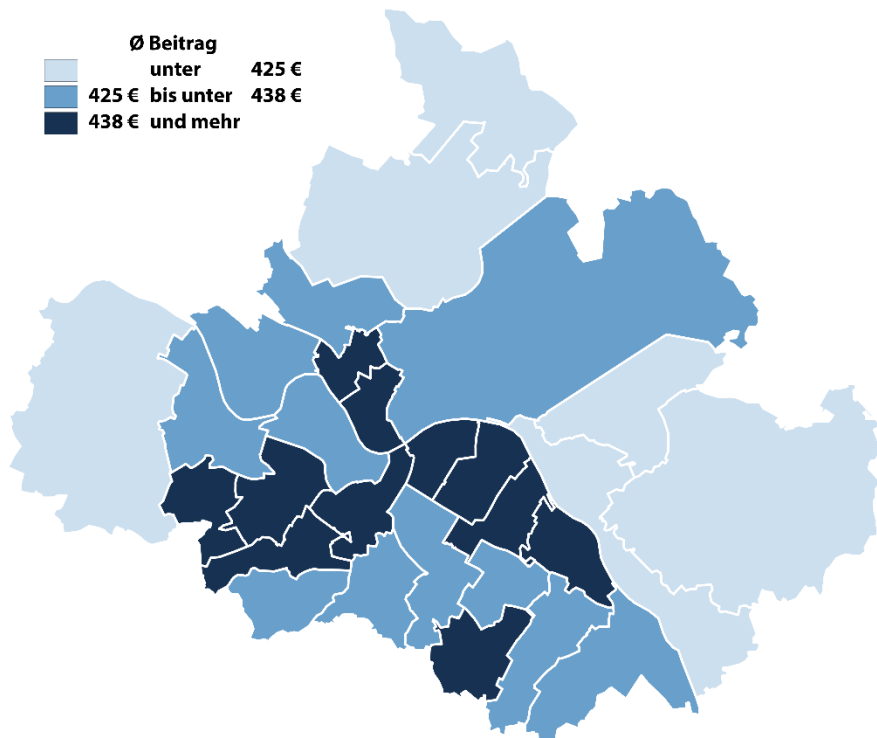 Ø Beitrag
unter 425 €
425 € bis unter 438 €
438 € und mehr